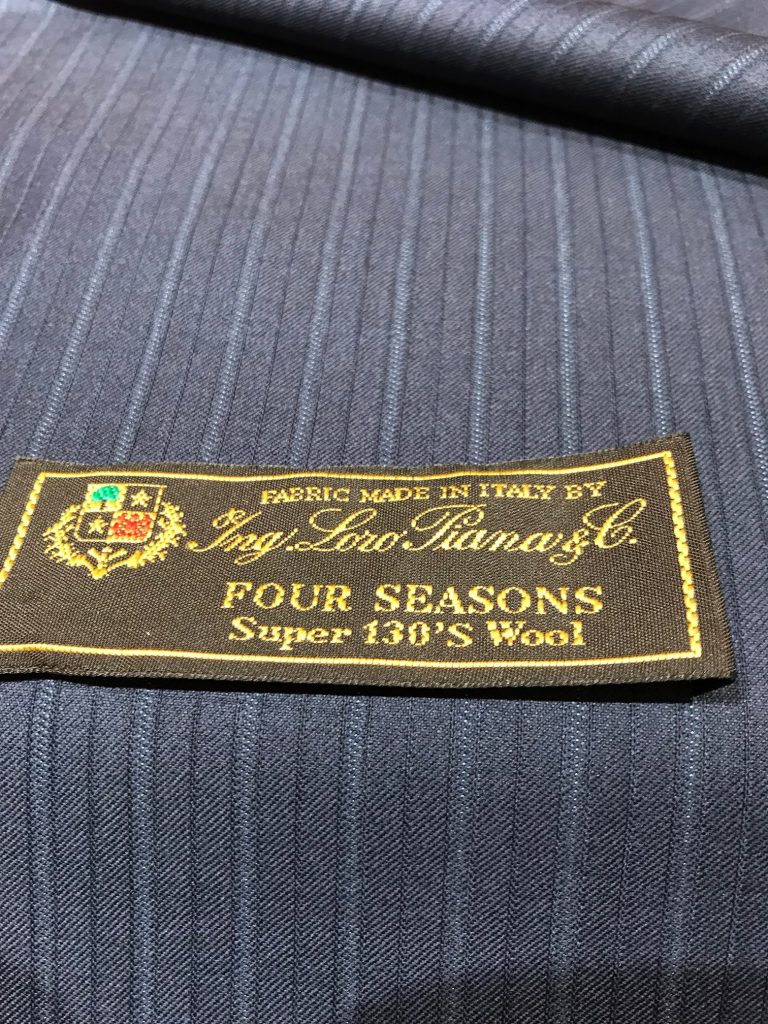 FABRIC MADE IN ITALY BY
Ing. Loro Piana & C.
FOUR SEASONS
Super 130'S Wool